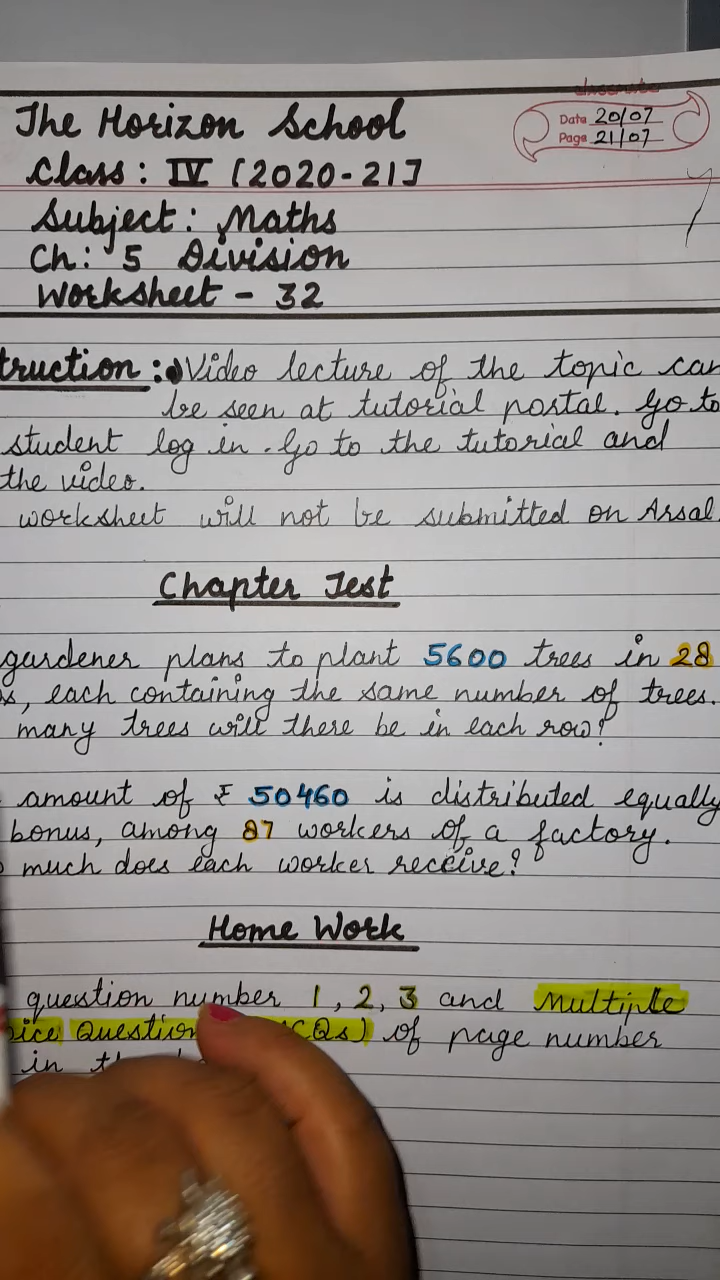 classmate
Date 20/07
Page 21/07
The Horizon School
Class: IV [2020-21]
Subject: Maths
Ch: 5 Division
Worksheet - 32
truction: Video lecture of the topic can
be seen at tutorial portal. Go to
student log in. Go to the tutorial and
the video.
worksheet will not be submitted on Arsal
Chapter Test
gardener plans to plant 5600 trees in 28
s, each containing the same number of trees.
many trees will there be in each row?
amount of ₹ 50460 is distributed equally
bonus, among 87 workers of a factory.
much does each worker receive?
Home Work
question number 1, 2, 3 and Multiple
ice Question CQs) of page number
in